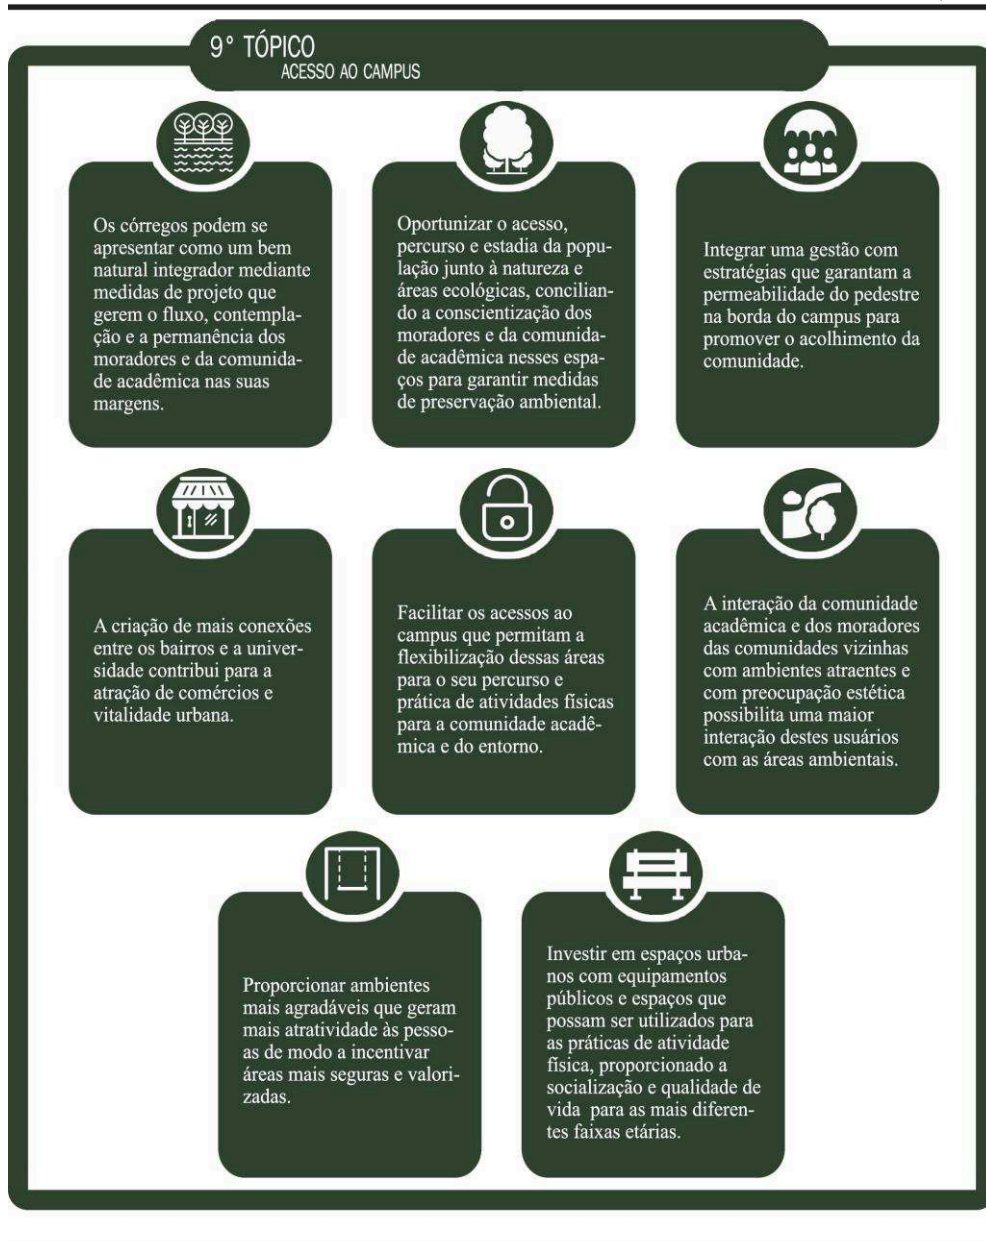 9° TÓPICO
ACESSO AO CAMPUS
Os córregos podem se
apresentar como um bem
natural integrador mediante
medidas de projeto que
gerem o fluxo, contempla-
ção e a permanência dos
moradores e da comunida-
de acadêmica nas suas
margens.
Oportunizar o acesso,
percurso e estadia da popu-
lação junto à natureza e
áreas ecológicas, concilian-
do a conscientização dos
moradores e da comunida-
de acadêmica nesses espa-
ços para garantir medidas
de preservação ambiental.
Integrar uma gestão com
estratégias que garantam a
permeabilidade do pedestre
na borda do campus para
promover o acolhimento da
comunidade.
A criação de mais conexões
entre os bairros e a univer-
sidade contribui para a
atração de comércios e
vitalidade urbana.
Facilitar os acessos ao
campus que permitam a
flexibilização dessas áreas
para o seu percurso e
prática de atividades físicas
para a comunidade acadê-
mica e do entorno.
A interação da comunidade
acadêmica e dos moradores
das comunidades vizinhas
com ambientes atraentes e
com preocupação estética
possibilita uma maior
interação destes usuários
com as áreas ambientais.
Proporcionar ambientes
mais agradáveis que geram
mais atratividade às pesso-
as de modo a incentivar
áreas mais seguras e valori-
zadas.
Investir em espaços urba-
nos com equipamentos
públicos e espaços que
possam ser utilizados para
as práticas de atividade
física, proporcionado a
socialização e qualidade de
vida  para as mais diferen-
tes faixas etárias.